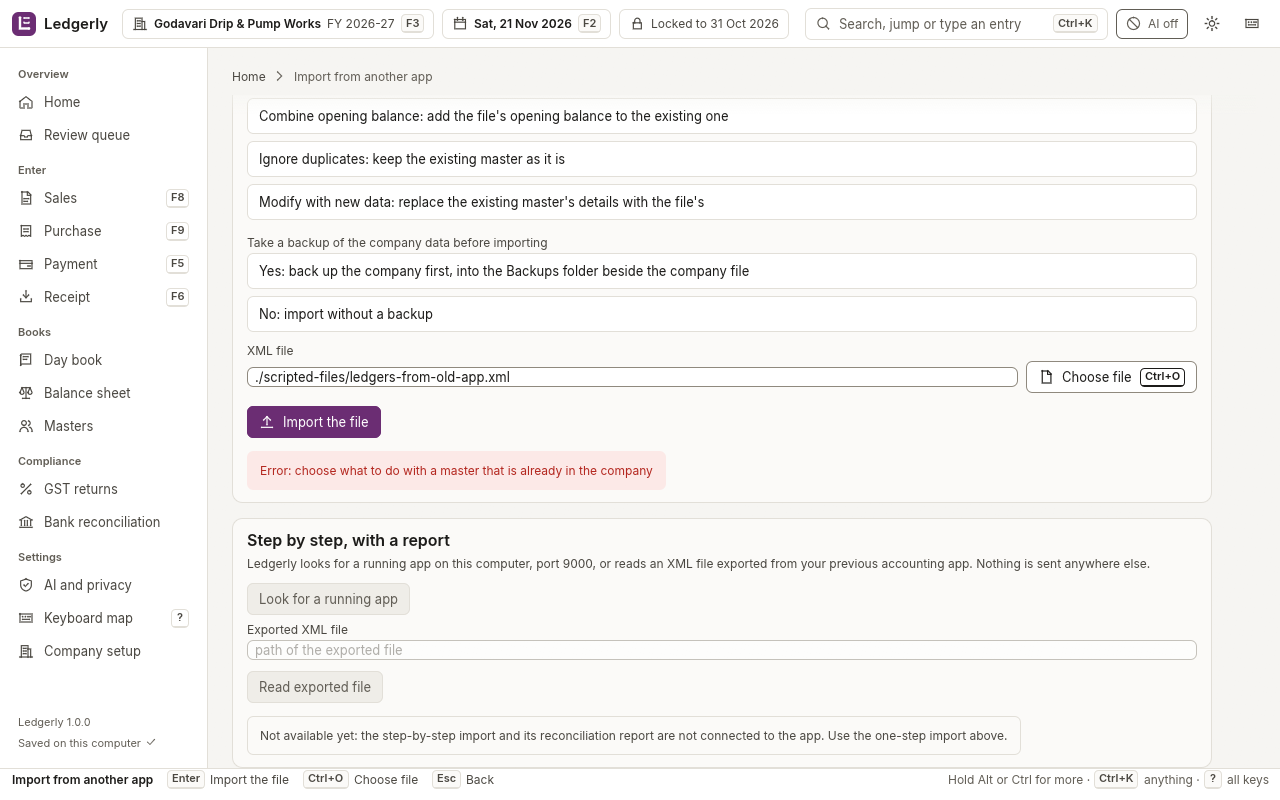 Ledgerly
Godavari Drip & Pump Works FY 2026-27 F3
Sat, 21 Nov 2026 F2
Locked to 31 Oct 2026
Search, jump or type an entry Ctrl+K
AI off
Overview
Home
Review queue
Enter
Sales F8
Purchase F9
Payment F5
Receipt F6
Books
Day book
Balance sheet
Masters
Compliance
GST returns
Bank reconciliation
Settings
AI and privacy
Keyboard map ?
Company setup
Ledgerly 1.0.0
Saved on this computer
Home Import from another app
Combine opening balance: add the file's opening balance to the existing one
Ignore duplicates: keep the existing master as it is
Modify with new data: replace the existing master's details with the file's
Take a backup of the company data before importing
Yes: back up the company first, into the Backups folder beside the company file
No: import without a backup
XML file
./scripted-files/ledgers-from-old-app.xml
Choose file Ctrl+O
Import the file
Error: choose what to do with a master that is already in the company
Step by step, with a report
Ledgerly looks for a running app on this computer, port 9000, or reads an XML file exported from your previous accounting app. Nothing is sent anywhere else.
Look for a running app
Exported XML file
path of the exported file
Read exported file
Not available yet: the step-by-step import and its reconciliation report are not connected to the app. Use the one-step import above.
Import from another app Enter Import the file Ctrl+O Choose file Esc Back
Hold Alt or Ctrl for more · Ctrl+K anything · ? all keys